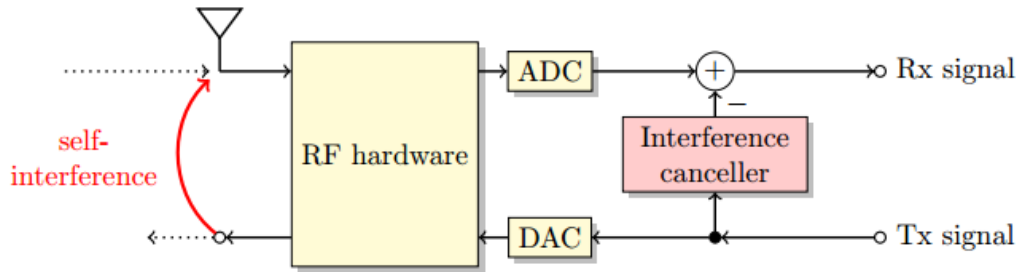 ADC
+
Rx signal
−
self-
interference
RF hardware
Interference
canceller
DAC
Tx signal